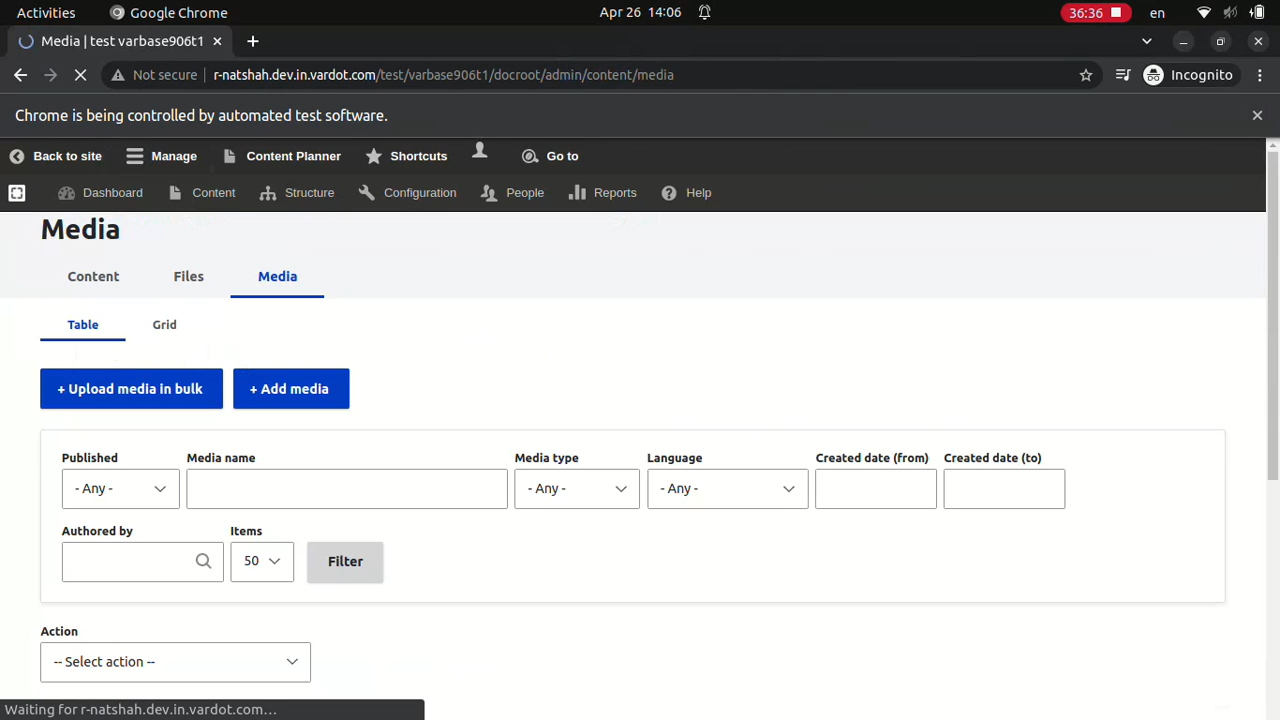 Activities Google Chrome Apr 26 14:06 36:36 en
Media | test varbase906t1
Not secure r-natshah.dev.in.vardot.com/test/varbase906t1/docroot/admin/content/media Incognito
Chrome is being controlled by automated test software.
Back to site Manage Content Planner Shortcuts Go to
Dashboard Content Structure Configuration People Reports Help
Media
Content Files Media
Table Grid
+ Upload media in bulk + Add media
Published Media name Media type Language Created date (from) Created date (to)
- Any - - Any - - Any -
Authored by Items
50 Filter
Action
-- Select action --
Waiting for r-natshah.dev.in.vardot.com...